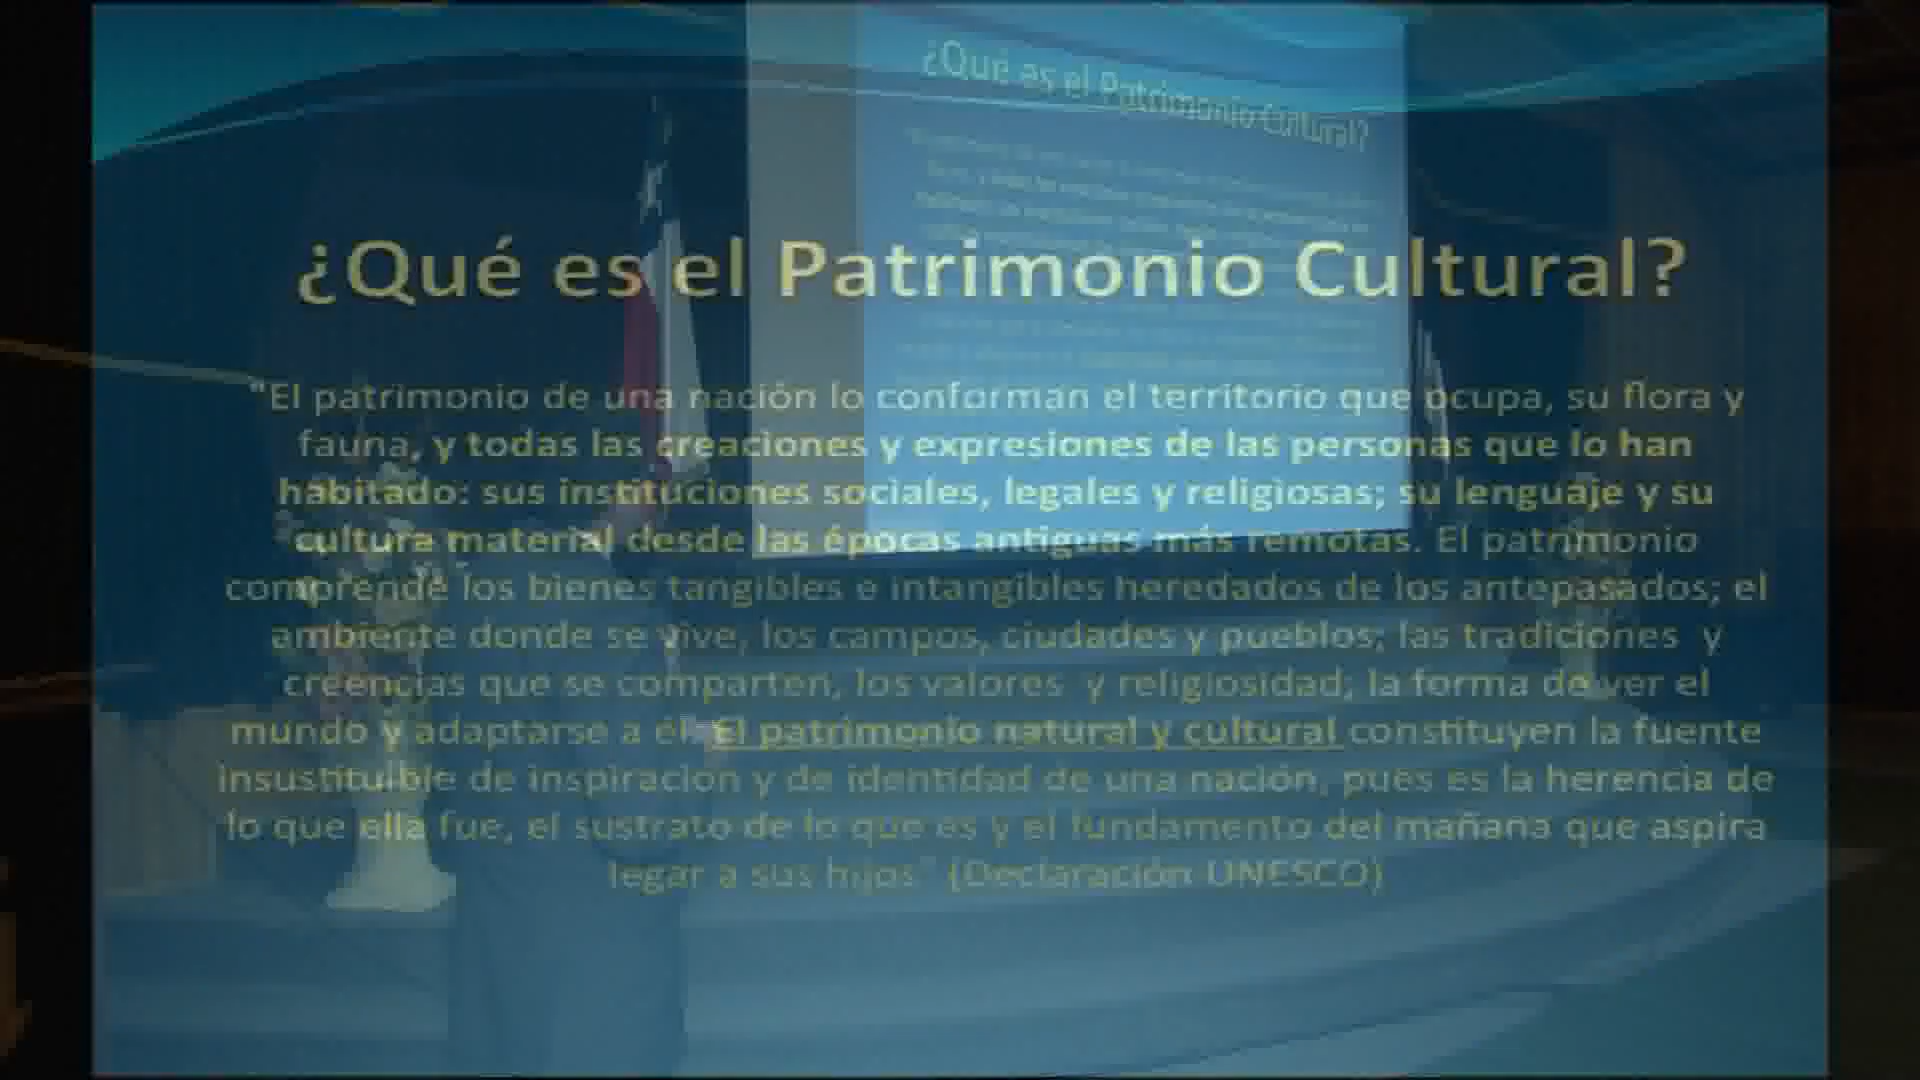 ¿Qué es el Patrimonio Cultural?
¿Qué es el Patrimonio Cultural?
"El patrimonio de una nación lo conforman el territorio que ocupa, su flora y
fauna, y todas las creaciones y expresiones de las personas que lo han
habitado: sus instituciones sociales, legales y religiosas; su lenguaje y su
cultura material desde las épocas antiguas más remotas. El patrimonio
comprende los bienes tangibles e intangibles heredados de los antepasados; el
ambiente donde se vive, los campos, ciudades y pueblos; las tradiciones y
creencias que se comparten, los valores y religiosidad; la forma de ver el
mundo y adaptarse a él. El patrimonio natural y cultural constituyen la fuente
insustituible de inspiración y de identidad de una nación, pues es la herencia de
lo que ella fue, el sustrato de lo que es y el fundamento del mañana que aspira
legar a sus hijos" (Declaración UNESCO)